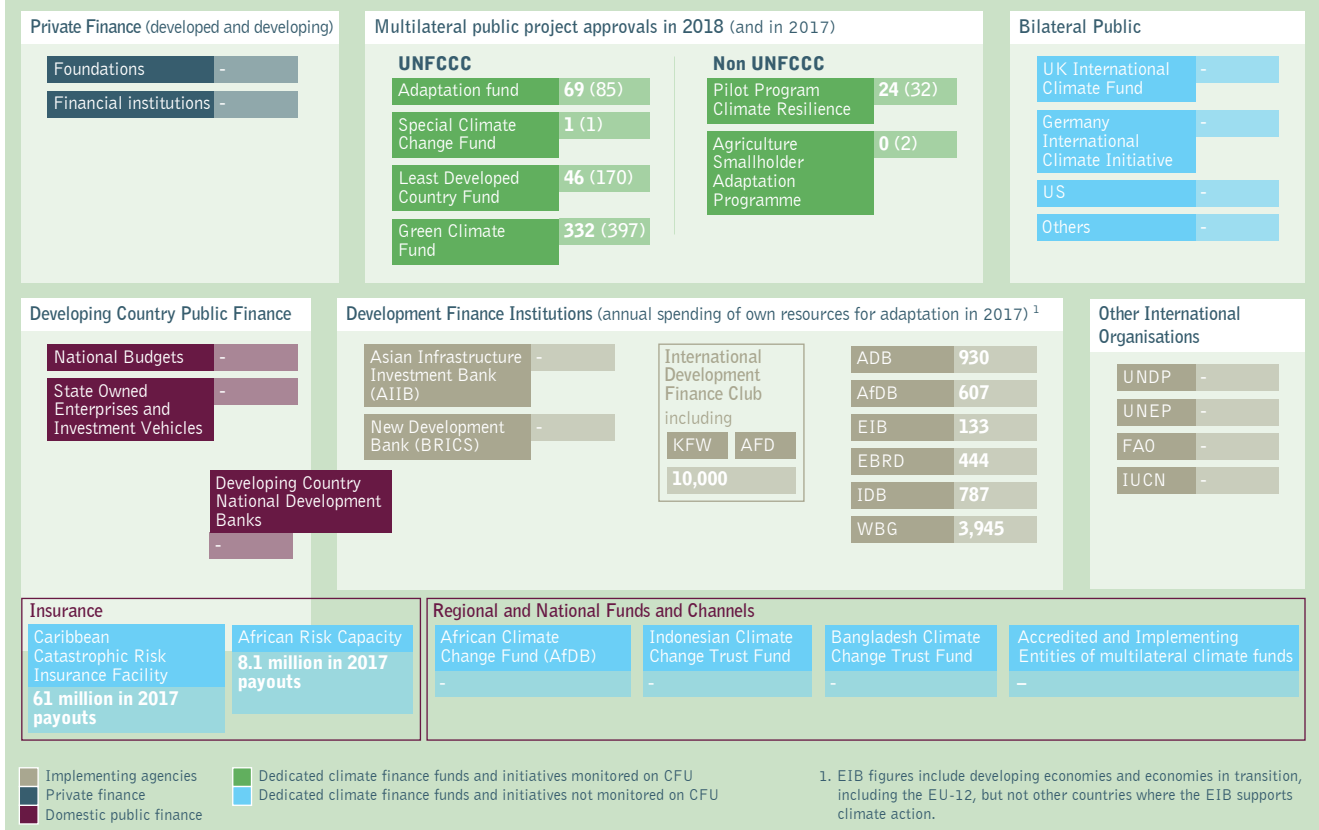 Private Finance (developed and developing)
Foundations -
Financial institutions -
Multilateral public project approvals in 2018 (and in 2017)
UNFCCC
Adaptation fund 69 (85)
Special Climate
Change Fund
1 (1)
Least Developed
Country Fund
46 (170)
Green Climate
Fund
332 (397)
Non UNFCCC
Pilot Program
Climate Resilience
24 (32)
Agriculture
Smallholder
Adaptation
Programme
0 (2)
Bilateral Public
UK International
Climate Fund
-
Germany
International
Climate Initiative
-
US -
Others -
Developing Country Public Finance
National Budgets -
State Owned
Enterprises and
Investment Vehicles
-
Developing Country
National Development
Banks
-
Development Finance Institutions (annual spending of own resources for adaptation in 2017) 1
Asian Infrastructure
Investment Bank
(AIIB)
-
New Development
Bank (BRICS)
-
International
Development
Finance Club
including
KFW AFD
10,000
ADB 930
AfDB 607
EIB 133
EBRD 444
IDB 787
WBG 3,945
Other International
Organisations
UNDP -
UNEP -
FAO -
IUCN -
Insurance
Caribbean
Catastrophic Risk
Insurance Facility
61 million in 2017
payouts
African Risk Capacity
8.1 million in 2017
payouts
Regional and National Funds and Channels
African Climate
Change Fund (AfDB)
-
Indonesian Climate
Change Trust Fund
-
Bangladesh Climate
Change Trust Fund
-
Accredited and Implementing
Entities of multilateral climate funds
–
Implementing agencies
Private finance
Domestic public finance
Dedicated climate finance funds and initiatives monitored on CFU
Dedicated climate finance funds and initiatives not monitored on CFU
1. EIB figures include developing economies and economies in transition,
including the EU-12, but not other countries where the EIB supports
climate action.